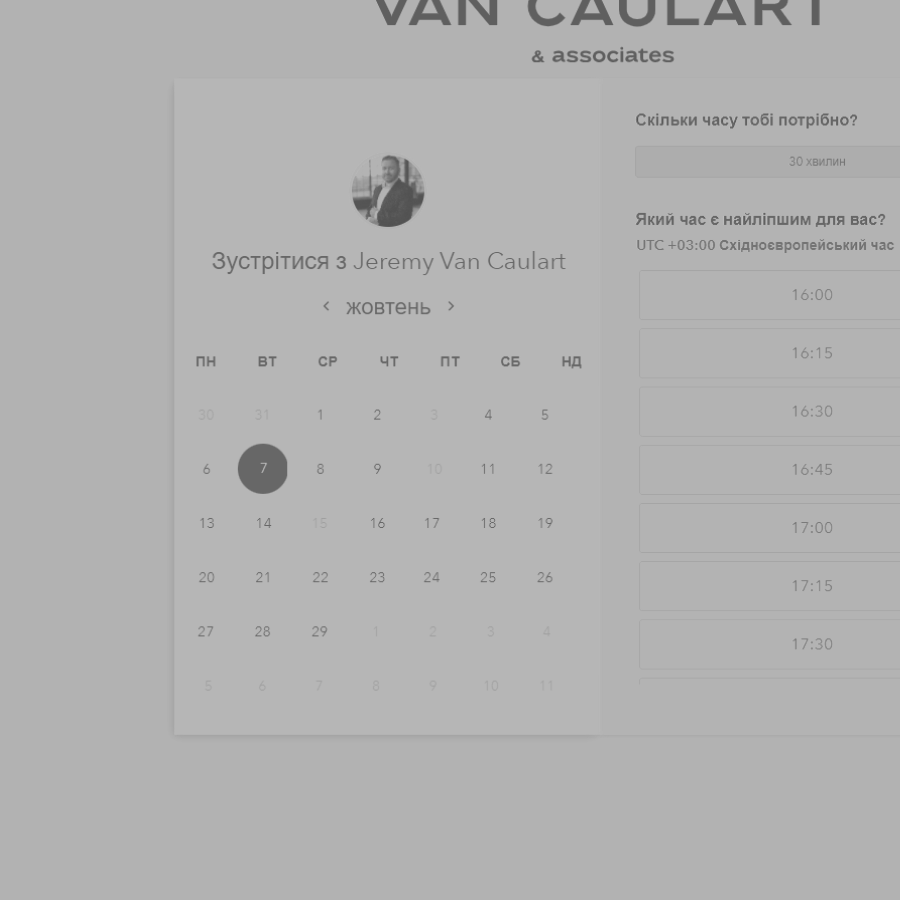 VAN CAULART
& associates
Зустрітися з Jeremy Van Caulart
жовтень
ПН ВТ СР ЧТ ПТ СБ НД
30 31 1 2 3 4 5
6 7 8 9 10 11 12
13 14 15 16 17 18 19
20 21 22 23 24 25 26
27 28 29 1 2 3 4
5 6 7 8 9 10 11
Скільки часу тобі потрібно?
30 хвилин
Який час є найліпшим для вас?
UTC +03:00 Східноєвропейський час
16:00
16:15
16:30
16:45
17:00
17:15
17:30